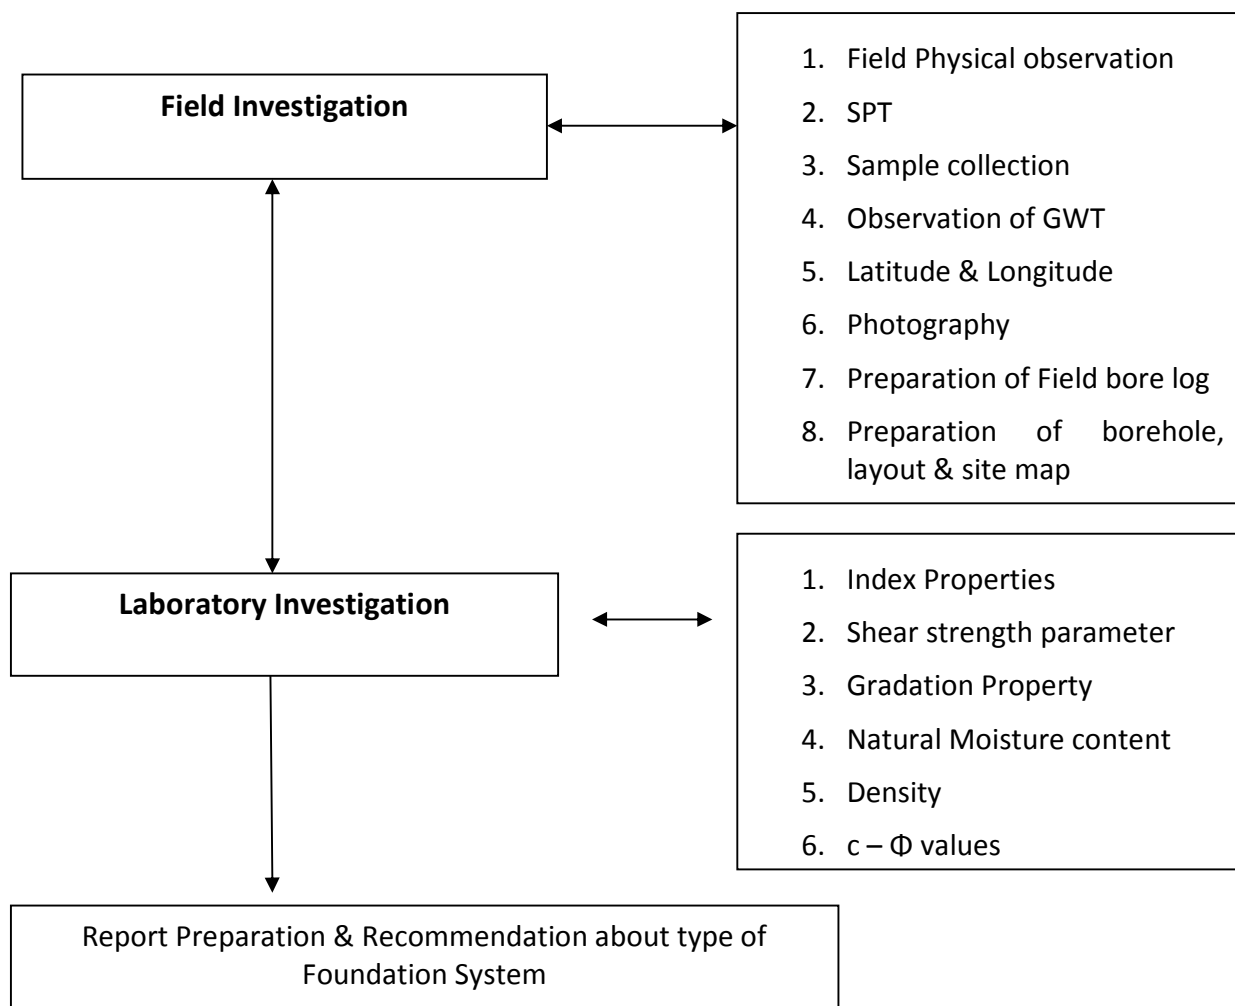 Field Investigation
1. Field Physical observation
2. SPT
3. Sample collection
4. Observation of GWT
5. Latitude & Longitude
6. Photography
7. Preparation of Field bore log
8. Preparation of borehole,
layout & site map
Laboratory Investigation
1. Index Properties
2. Shear strength parameter
3. Gradation Property
4. Natural Moisture content
5. Density
6. c – Φ values
Report Preparation & Recommendation about type of
Foundation System